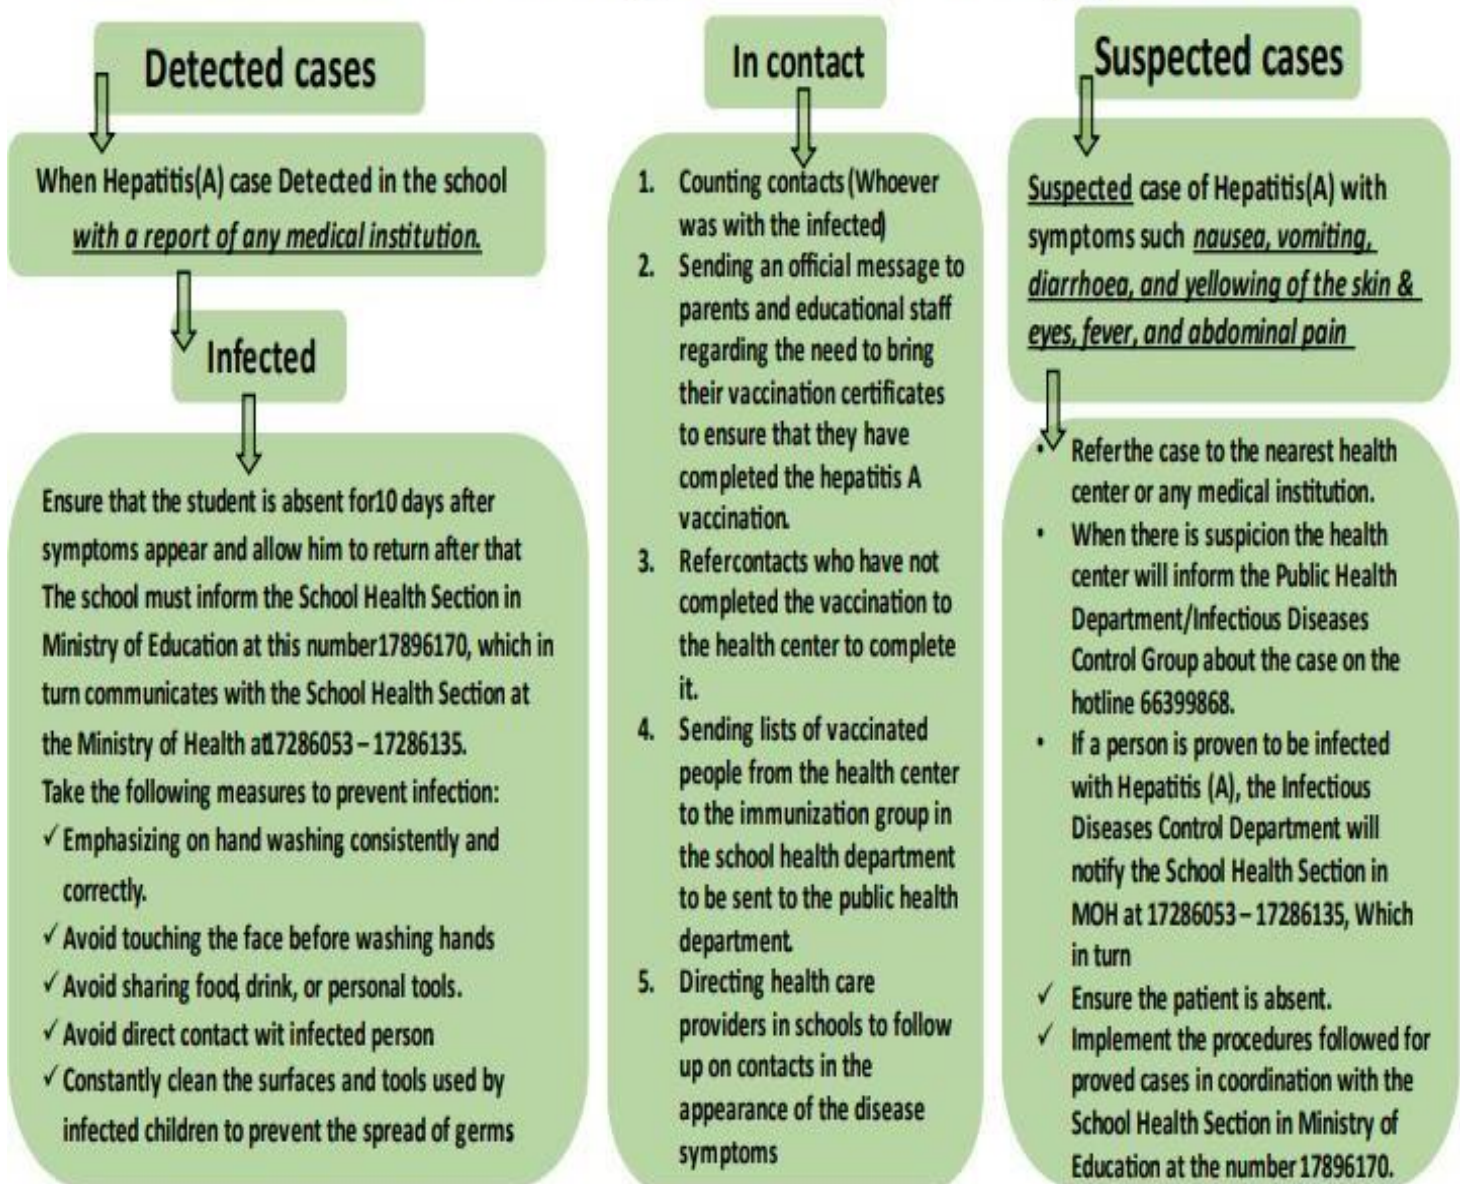 Detected cases
When Hepatitis(A) case Detected in the school
with a report of any medical institution.
Infected
Ensure that the student is absent for10 days after
symptoms appear and allow him to return after that
The school must inform the School Health Section in
Ministry of Education at this number17896170, which in
turn communicates with the School Health Section at
the Ministry of Health at17286053 – 17286135.
Take the following measures to prevent infection:
✓ Emphasizing on hand washing consistently and
correctly.
✓ Avoid touching the face before washing hands
✓ Avoid sharing food, drink, or personal tools.
✓ Avoid direct contact wit infected person
✓ Constantly clean the surfaces and tools used by
infected children to prevent the spread of germs
In contact
1. Counting contacts (Whoever
was with the infected)
2. Sending an official message to
parents and educational staff
regarding the need to bring
their vaccination certificates
to ensure that they have
completed the hepatitis A
vaccination.
3. Refercontacts who have not
completed the vaccination to
the health center to complete
it.
4. Sending lists of vaccinated
people from the health center
to the immunization group in
the school health department
to be sent to the public health
department.
5. Directing health care
providers in schools to follow
up on contacts in the
appearance of the disease
symptoms
Suspected cases
Suspected case of Hepatitis(A) with
symptoms such nausea, vomiting,
diarrhoea, and yellowing of the skin &
eyes, fever, and abdominal pain
• Referthe case to the nearest health
center or any medical institution.
• When there is suspicion the health
center will inform the Public Health
Department/Infectious Diseases
Control Group about the case on the
hotline 66399868.
• If a person is proven to be infected
with Hepatitis (A), the Infectious
Diseases Control Department will
notify the School Health Section in
MOH at 17286053 – 17286135, Which
in turn
✓ Ensure the patient is absent.
✓ Implement the procedures followed for
proved cases in coordination with the
School Health Section in Ministry of
Education at the number 17896170.